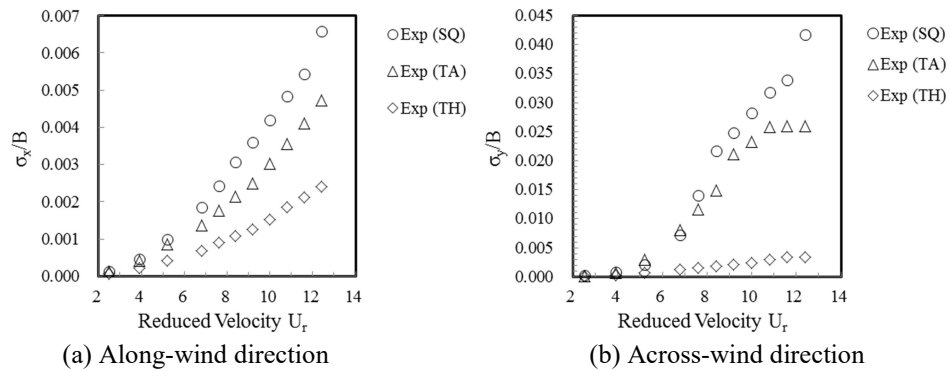 0.007
0.006
0.005
0.004
0.003
0.002
0.001
0.000
σx/B
2 4 6 8 10 12 14
Reduced Velocity Ur
Exp (SQ)
Exp (TA)
Exp (TH)
(a) Along-wind direction
0.045
0.040
0.035
0.030
0.025
0.020
0.015
0.010
0.005
0.000
σy/B
2 4 6 8 10 12 14
Reduced Velocity Ur
Exp (SQ)
Exp (TA)
Exp (TH)
(b) Across-wind direction